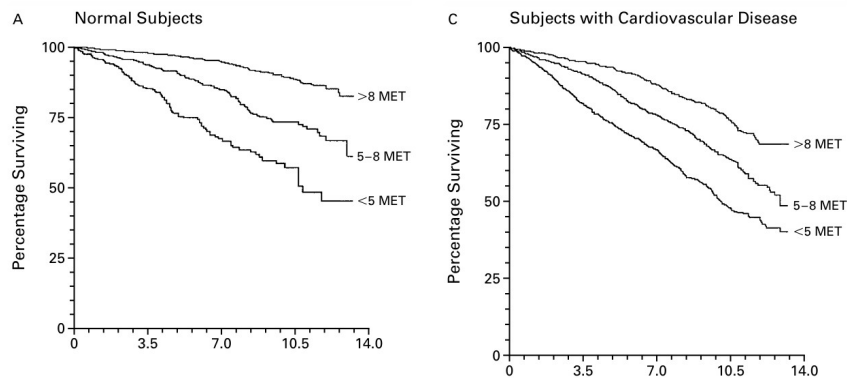 A Normal Subjects
Percentage Surviving
100
75
50
25
0
0 3.5 7.0 10.5 14.0
>8 MET
5–8 MET
<5 MET
C Subjects with Cardiovascular Disease
Percentage Surviving
100
75
50
25
0
0 3.5 7.0 10.5 14.0
>8 MET
5–8 MET
<5 MET